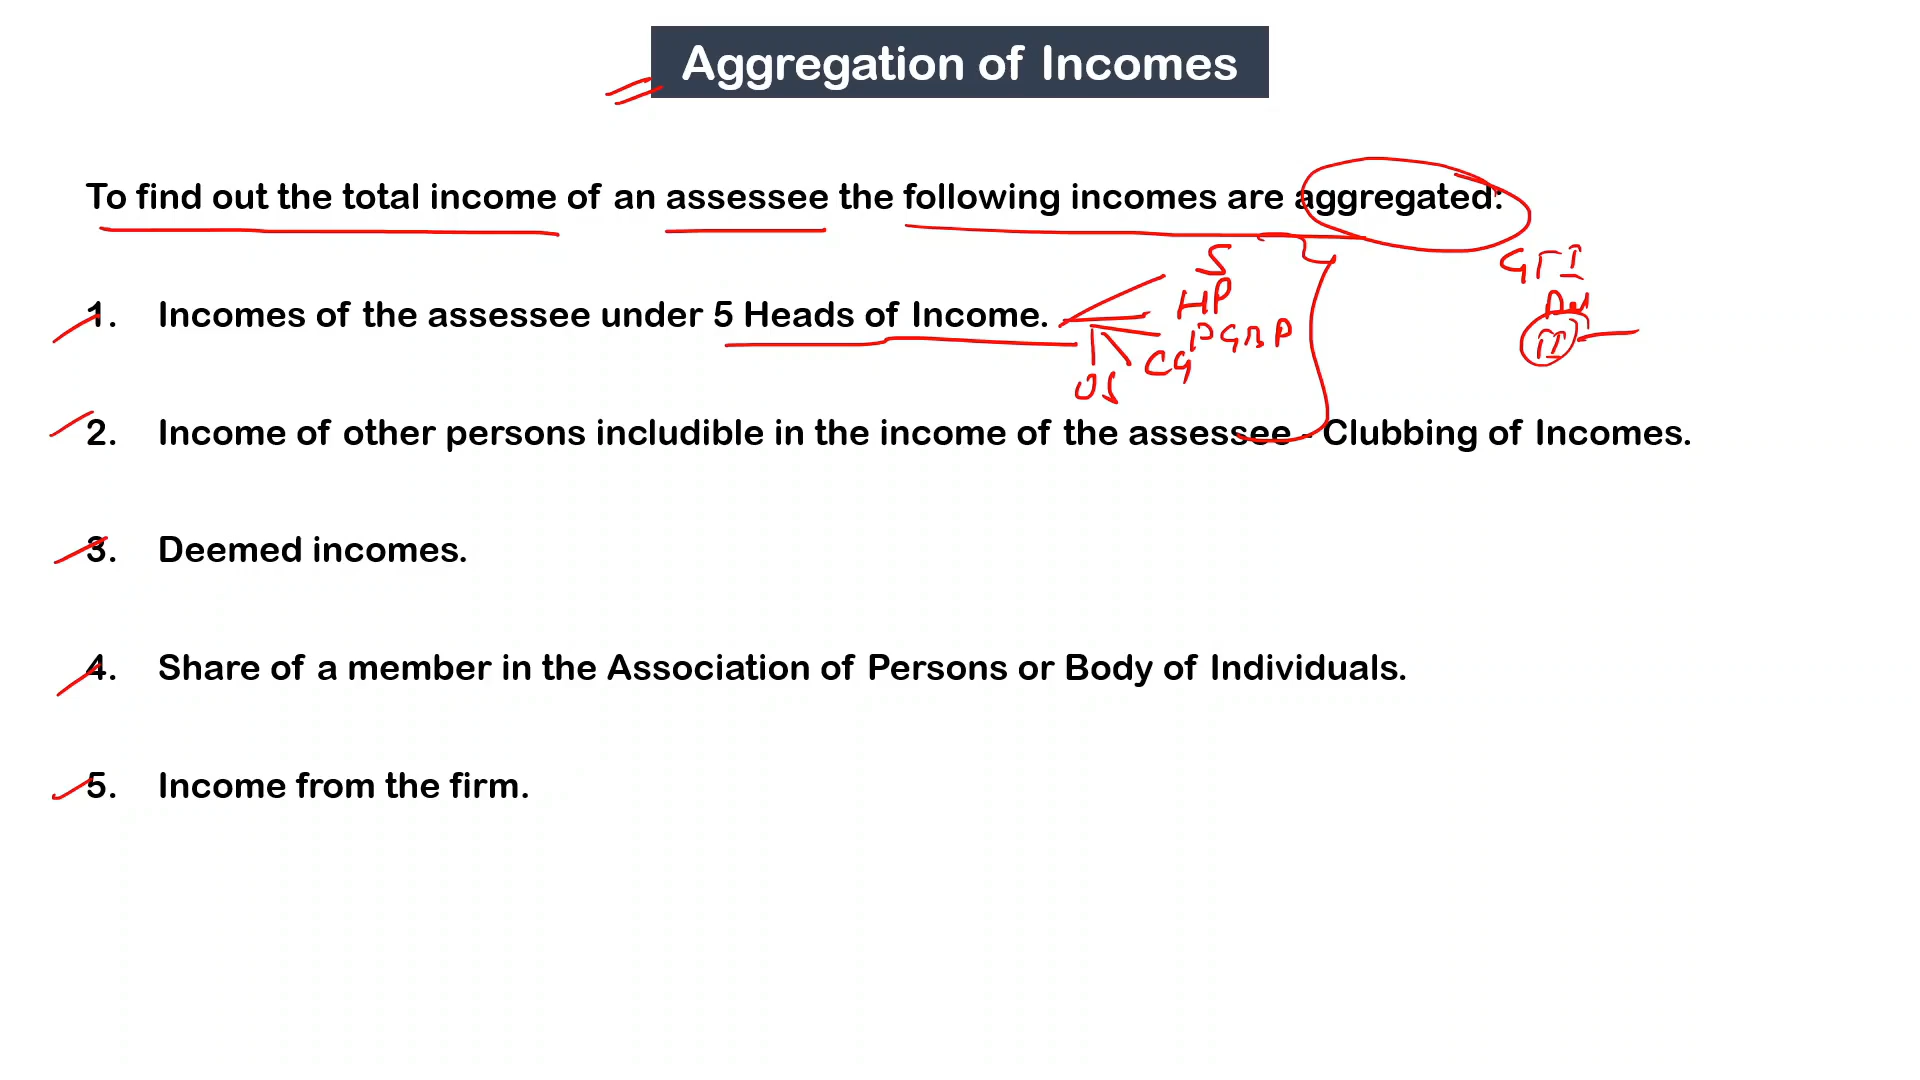 Aggregation of Incomes
To find out the total income of an assessee the following incomes are aggregated:
S
GTI
HP
Ded
1. Incomes of the assessee under 5 Heads of Income.
PGBP
TI
CG
OS
2. Income of other persons includible in the income of the assessee - Clubbing of Incomes.
3. Deemed incomes.
4. Share of a member in the Association of Persons or Body of Individuals.
5. Income from the firm.